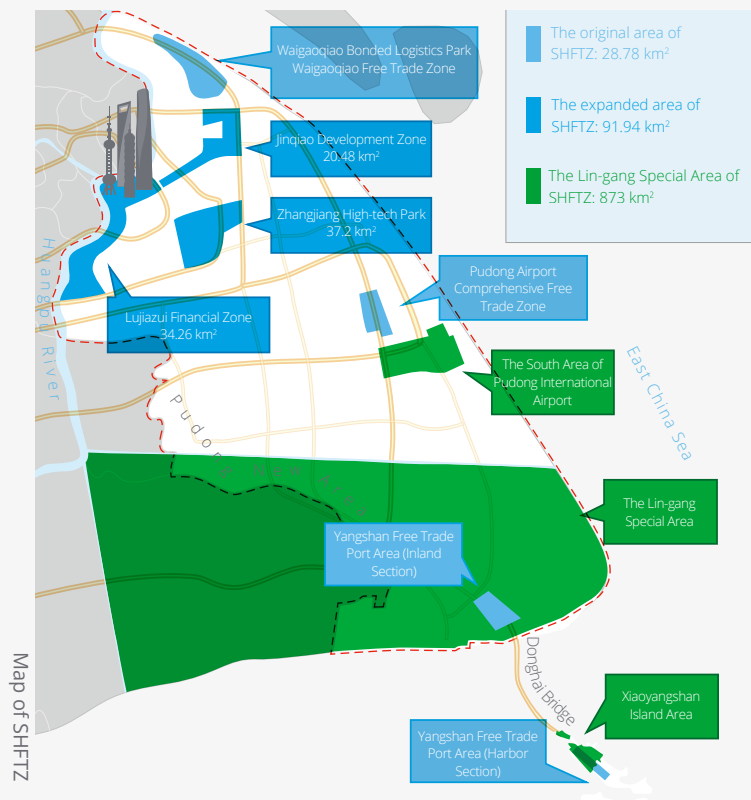 Waigaoqiao Bonded Logistics Park
Waigaoqiao Free Trade Zone
The original area of
SHFTZ: 28.78 km²
The expanded area of
SHFTZ: 91.94 km²
The Lin-gang Special Area of
SHFTZ: 873 km²
Jinqiao Development Zone
20.48 km²
Zhangjiang High-tech Park
37.2 km²
Pudong Airport
Comprehensive Free
Trade Zone
Lujiazui Financial Zone
34.26 km²
Huangpu River
The South Area of
Pudong International
Airport
East China Sea
Pudong New Area
The Lin-gang
Special Area
Yangshan Free Trade
Port Area (Inland
Section)
Donghai Bridge
Xiaoyangshan
Island Area
Yangshan Free Trade
Port Area (Harbor
Section)
Map of SHFTZ